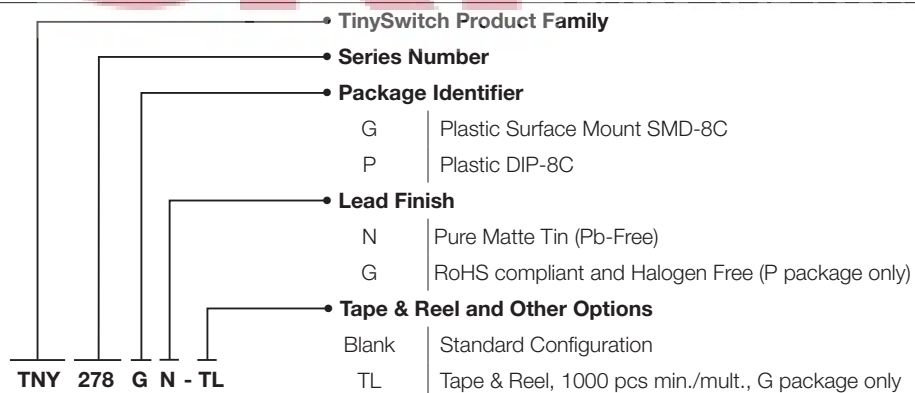 TinySwitch Product Family
Series Number
Package Identifier
G Plastic Surface Mount SMD-8C
P Plastic DIP-8C
Lead Finish
N Pure Matte Tin (Pb-Free)
G RoHS compliant and Halogen Free (P package only)
Tape & Reel and Other Options
Blank Standard Configuration
TNY 278 G N - TL TL Tape & Reel, 1000 pcs min./mult., G package only